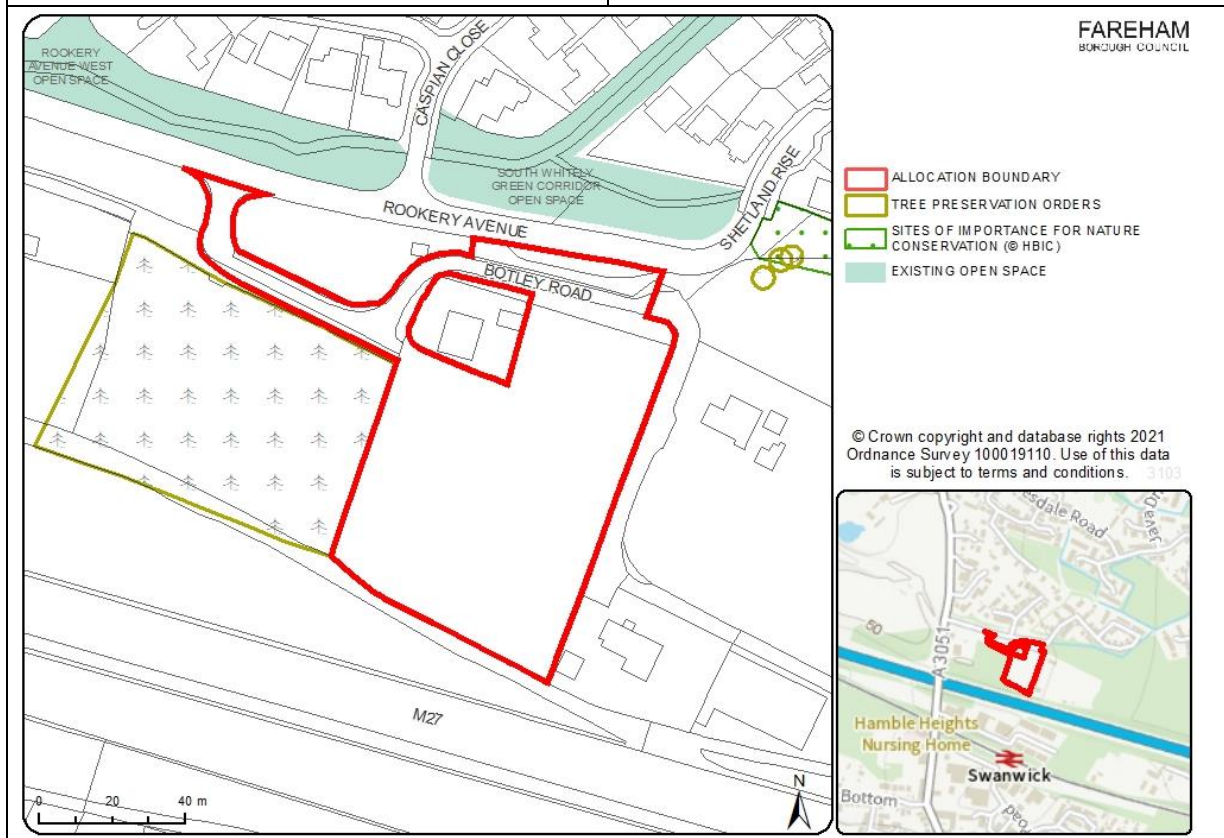 FAREHAM
BOROUGH COUNCIL
ROOKERY
AVENUE WEST
OPEN SPACE
CASPIAN CLOSE
SOUTH WHITELY
GREEN CORRIDOR
OPEN SPACE
SHETLAND RISE
ROOKERY AVENUE
BOTLEY ROAD
M27
0 20 40 m
N
ALLOCATION BOUNDARY
TREE PRESERVATION ORDERS
SITES OF IMPORTANCE FOR NATURE
CONSERVATION (© HBIC)
EXISTING OPEN SPACE
© Crown copyright and database rights 2021
Ordnance Survey 100019110. Use of this data
is subject to terms and conditions. 3103
esdale Road
50
A3051
Hamble Heights
Nursing Home
Swanwick
Bottom